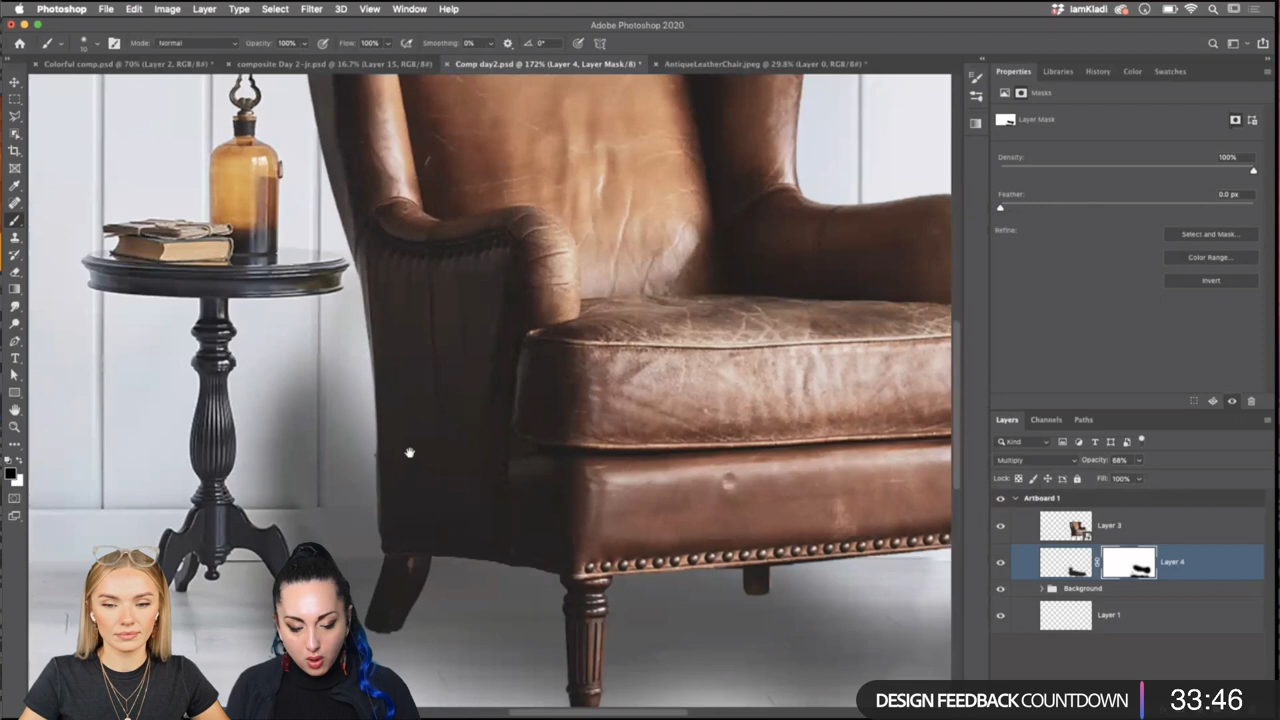 Photoshop File Edit Image Layer Type Select Filter 3D View Window Help IamKladi
Adobe Photoshop 2020
Mode: Normal Opacity: 100% Flow: 100% Smoothing: 0% 0°
10
Colorful comp.psd @ 70% (Layer 2, RGB/8#) * composite Day 2-jr.psd @ 16.7% (Layer 15, RGB/8#) Comp day2.psd @ 172% (Layer 4, Layer Mask/8) * AntiqueLeatherChair.jpeg @ 29.8% (Layer 0, RGB/8#) *
Properties Libraries History Color Swatches
Masks
Layer Mask
Density: 100%
Feather: 0.0 px
Refine: Select and Mask...
Color Range...
Invert
Layers Channels Paths
Kind
Multiply Opacity: 68%
Lock: Fill: 100%
Artboard 1
Layer 3
Layer 4
Background
Layer 1
DESIGN FEEDBACK COUNTDOWN 33:46